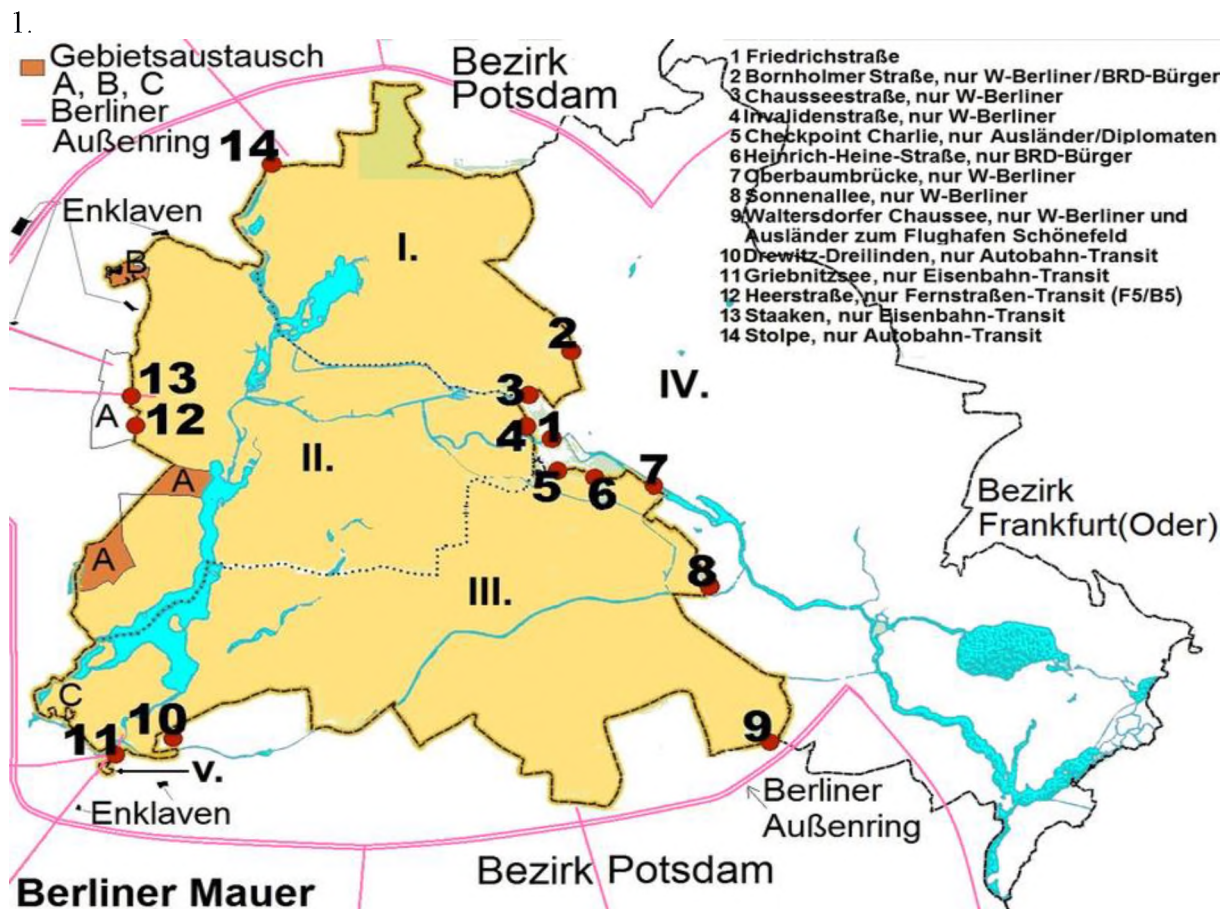 1.
Gebietsaustausch
A, B, C
Berliner
Außenring
Bezirk
Potsdam
1 Friedrichstraße
2 Bornholmer Straße, nur W-Berliner/BRD-Bürger
3 Chausseestraße, nur W-Berliner
4 Invalidenstraße, nur W-Berliner
5 Checkpoint Charlie, nur Ausländer/Diplomaten
6 Heinrich-Heine-Straße, nur BRD-Bürger
7 Oberbaumbrücke, nur W-Berliner
8 Sonnenallee, nur W-Berliner
9 Waltersdorfer Chaussee, nur W-Berliner und
Ausländer zum Flughafen Schönefeld
10 Drewitz-Dreilinden, nur Autobahn-Transit
11 Griebnitzsee, nur Eisenbahn-Transit
12 Heerstraße, nur Fernstraßen-Transit (F5/B5)
13 Staaken, nur Eisenbahn-Transit
14 Stolpe, nur Autobahn-Transit
14
Enklaven
B
I.
2
IV.
13
3
A
12
4
1
II.
5
6
7
A
Bezirk
Frankfurt(Oder)
A
8
III.
C
10
11
9
V.
Enklaven
Berliner
Außenring
Bezirk Potsdam
Berliner Mauer